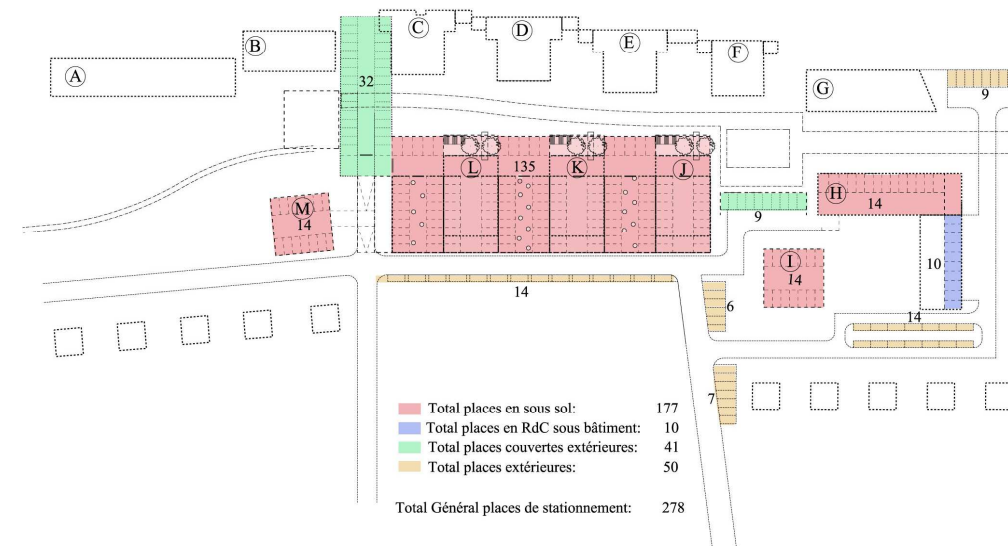 C
D
B
E
F
A
32
G
9
L
135
K
J
M
14
H
14
9
I
14
10
14
6
14
7
Total places en sous sol: 177
Total places en RdC sous bâtiment: 10
Total places couvertes extérieures: 41
Total places extérieures: 50
Total Général places de stationnement: 278